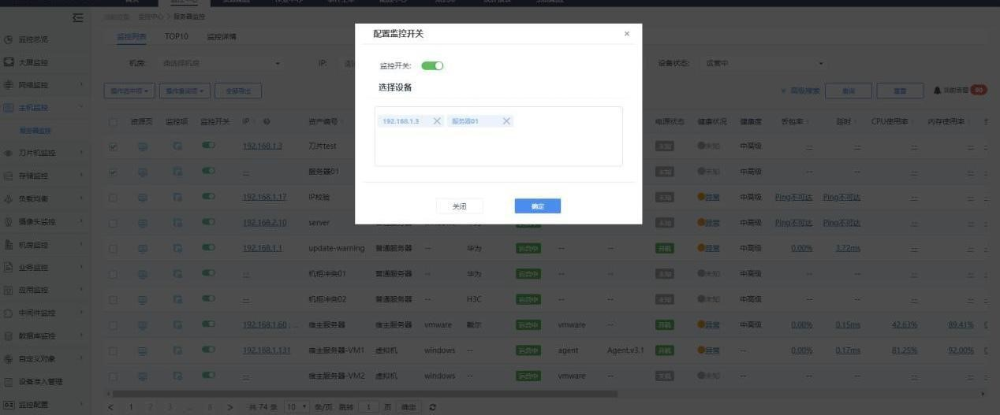 监控中心 > 服务器监控
监控列表 TOP10 监控详情
机房: 请选择机房 IP: 设备状态: 运营中
操作选中项 操作查询项 全部导出 高级搜索 查询 重置 当前告警 90
监控总览
大屏监控
网络监控
主机监控
服务器监控
刀片机监控
存储监控
负载均衡
摄像头监控
机房监控
业务监控
应用监控
中间件监控
数据库监控
自定义对象
设备准入管理
监控配置
配置监控开关 ×
监控开关:
选择设备
192.168.1.3 服务器01
关闭 确定
资源页 监控项 监控开关 IP 资产编号 电源状态 健康状况 健康度 丢包率 延时 CPU使用率 内存使用率
192.168.1.3 刀片test 未知 未知 中高级 -- -- -- --
-- 服务器01 未知 未知 中高级 -- -- -- --
192.168.1.17 IP校验 未知 异常 中高级 Ping不可达 Ping不可达 -- --
192.168.2.10 server 未知 异常 中高级 Ping不可达 Ping不可达 -- --
192.168.1.1 update-warning 普通服务器 -- 华为 运营中 -- -- 开机 异常 中高级 0.00% 3.72ms -- --
-- 机柜冲突01 普通服务器 -- 华为 运营中 -- -- 未知 未知 中高级 -- -- -- --
-- 机柜冲突02 普通服务器 -- H3C 运营中 -- -- 未知 未知 中高级 -- -- -- --
192.168.1.60 ; ... 宿主服务器 宿主服务器 vmware 戴尔 运营中 vmware -- 开机 异常 中高级 0.00% 0.15ms 42.63% 89.41%
192.168.1.131 宿主服务器-VM1 虚拟机 windows -- 运营中 agent Agent.v3.1 开机 异常 -- 0.00% 0.17ms 81.25% 92.00%
-- 宿主服务器-VM2 虚拟机 windows -- 运营中 vmware -- 关机 未知 中高级 -- -- -- --
< 1 2 3 ... 8 > 共 74 条 10 条/页 跳转 1 页 确定